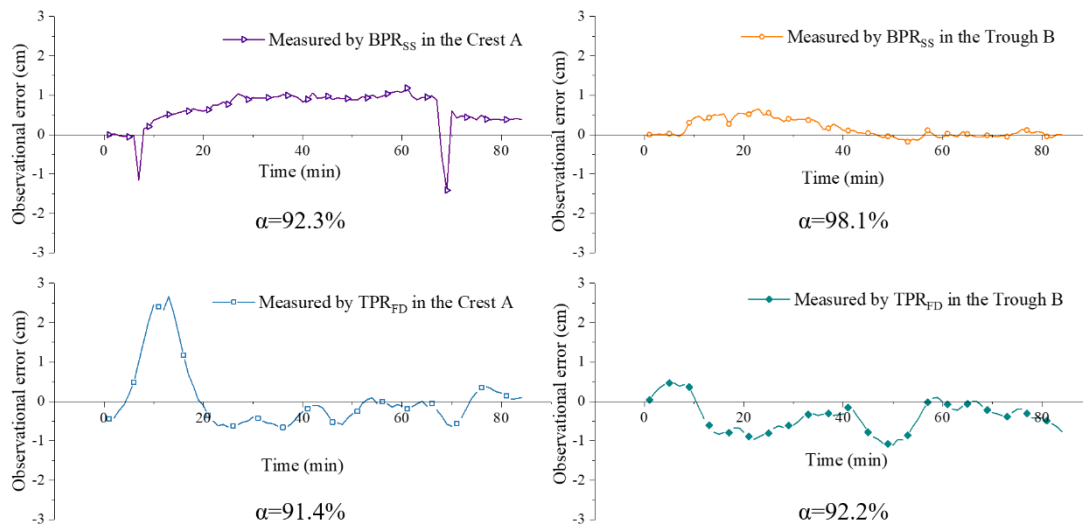 3
2
1
0
-1
-2
-3
Observational error (cm)
Measured by BPR_SS in the Crest A
0 20 40 60 80
Time (min)
α=92.3%
3
2
1
0
-1
-2
-3
Observational error (cm)
Measured by BPR_SS in the Trough B
0 20 40 60 80
Time (min)
α=98.1%
3
2
1
0
-1
-2
-3
Observational error (cm)
Measured by TPR_FD in the Crest A
0 20 40 60 80
Time (min)
α=91.4%
3
2
1
0
-1
-2
-3
Observational error (cm)
Measured by TPR_FD in the Trough B
0 20 40 60 80
Time (min)
α=92.2%